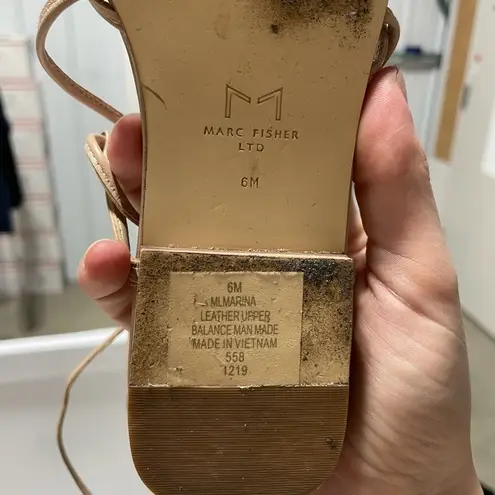 MARC FISHER
LTD
6M
6M
MLMARINA
LEATHER UPPER
BALANCE MAN MADE
MADE IN VIETNAM
558
1219